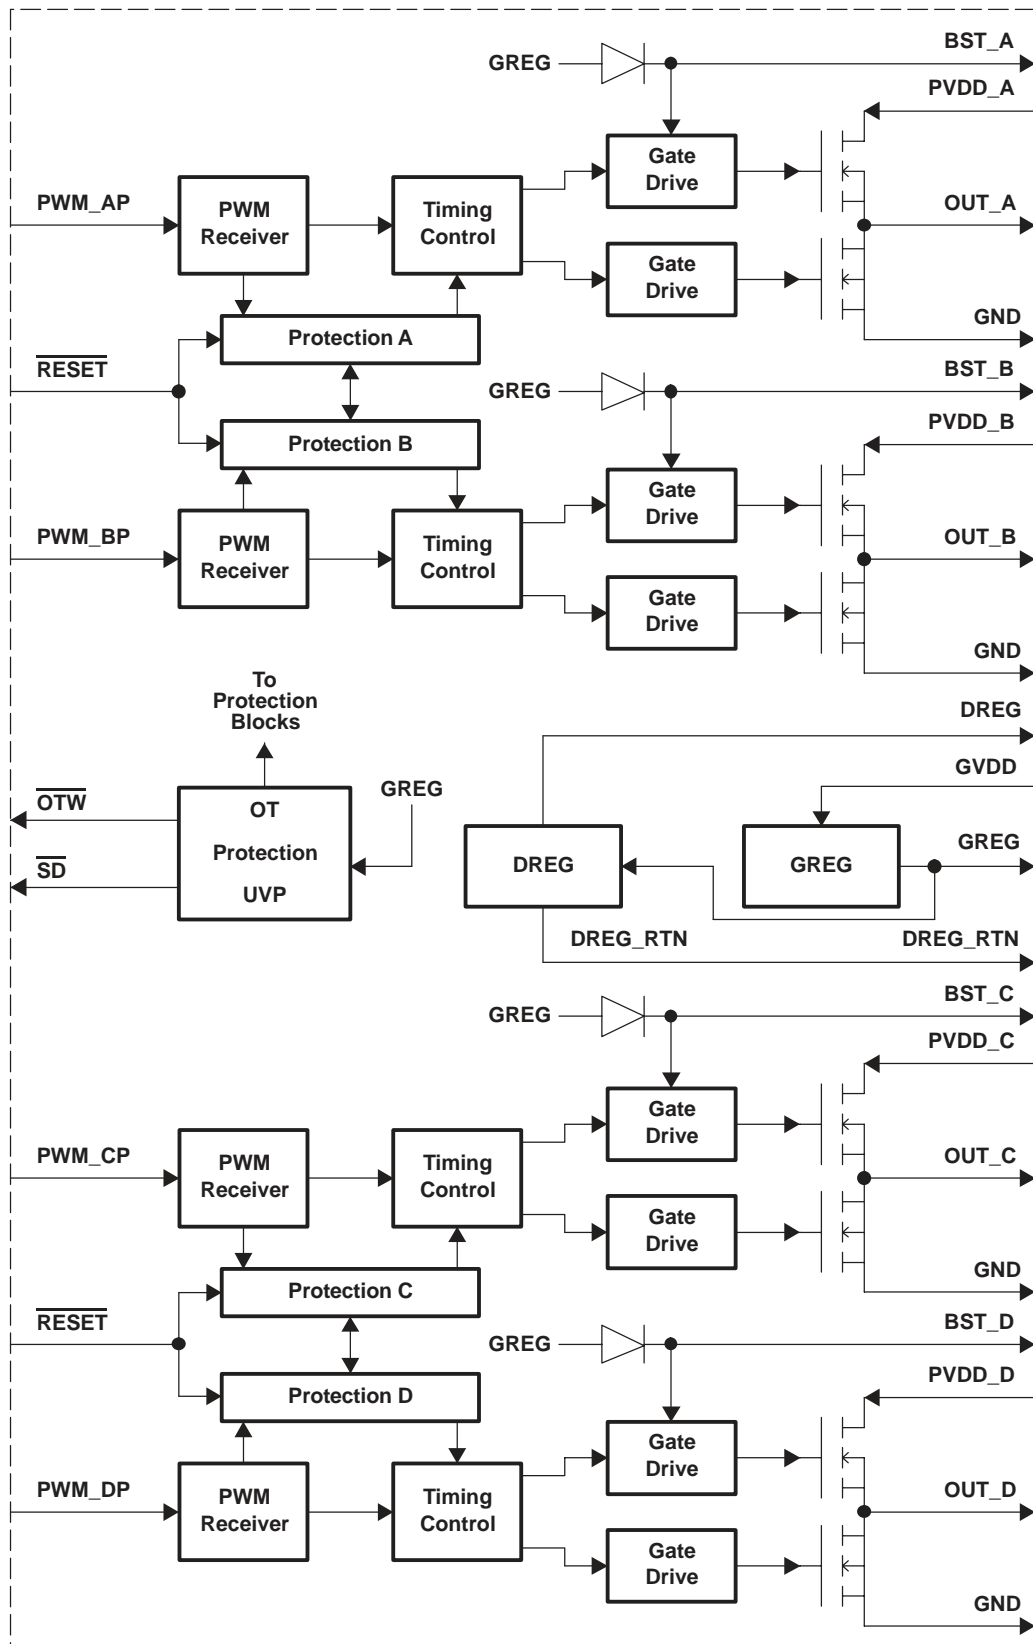 GREG
BST_A
PVDD_A
PWM_AP
PWM
Receiver
Timing
Control
Gate
Drive
OUT_A
Gate
Drive
GND
Protection A
RESET
GREG
BST_B
PVDD_B
Protection B
Gate
Drive
PWM_BP
PWM
Receiver
Timing
Control
OUT_B
Gate
Drive
GND
To
Protection
Blocks
DREG
GVDD
OTW
SD
OT
Protection
UVP
GREG
DREG
GREG
GREG
DREG_RTN
DREG_RTN
GREG
BST_C
PVDD_C
PWM_CP
PWM
Receiver
Timing
Control
Gate
Drive
OUT_C
Gate
Drive
GND
Protection C
RESET
GREG
BST_D
PVDD_D
Protection D
Gate
Drive
PWM_DP
PWM
Receiver
Timing
Control
OUT_D
Gate
Drive
GND